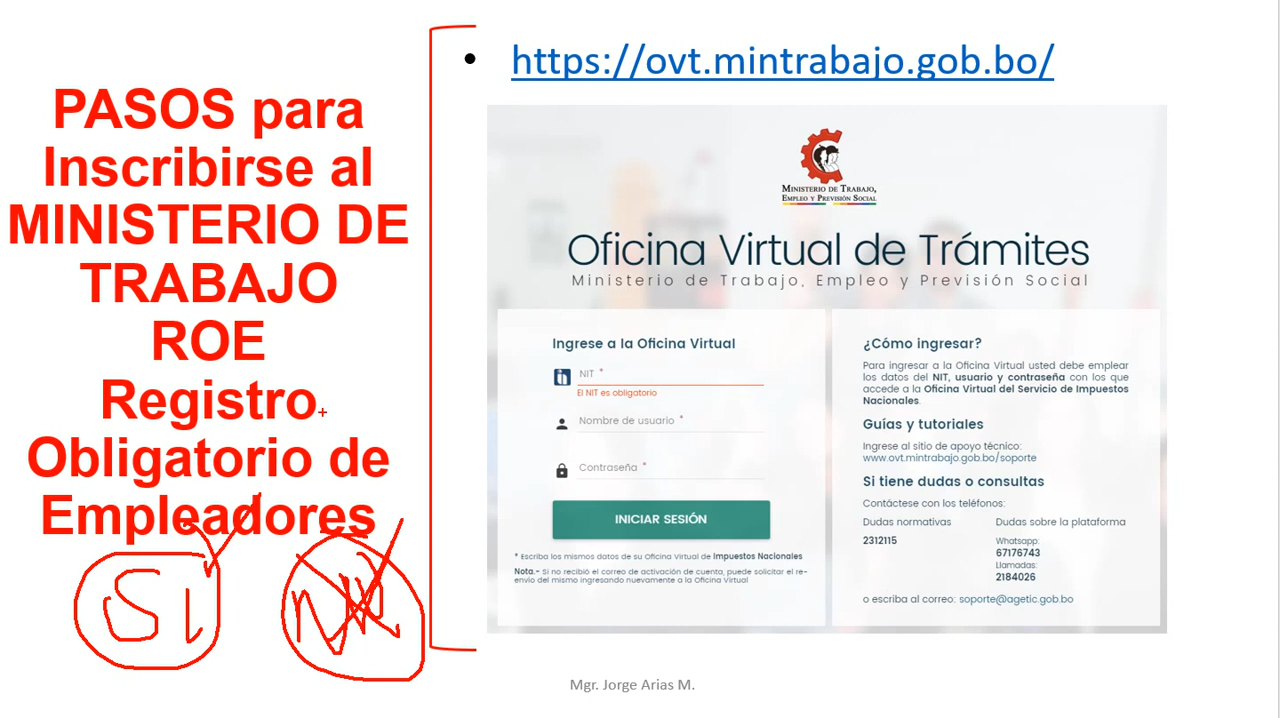 PASOS para
Inscribirse al
MINISTERIO DE
TRABAJO
ROE
Registro
Obligatorio de
Empleadores
SI
• https://ovt.mintrabajo.gob.bo/
MINISTERIO DE TRABAJO,
EMPLEO Y PREVISIÓN SOCIAL
Oficina Virtual de Trámites
Ministerio de Trabajo, Empleo y Previsión Social
Ingrese a la Oficina Virtual
NIT *
El NIT es obligatorio
Nombre de usuario *
Contraseña *
INICIAR SESIÓN
* Escriba los mismos datos de su Oficina Virtual de Impuestos Nacionales
Nota.- Si no recibió el correo de activación de cuenta, puede solicitar el re-
envío del mismo ingresando nuevamente a la Oficina Virtual
¿Cómo ingresar?
Para ingresar a la Oficina Virtual usted debe emplear
los datos del NIT, usuario y contraseña con los que
accede a la Oficina Virtual del Servicio de Impuestos
Nacionales.
Guías y tutoriales
Ingrese al sitio de apoyo técnico:
www.ovt.mintrabajo.gob.bo/soporte
Si tiene dudas o consultas
Contáctese con los teléfonos:
Dudas normativas
2312115
Dudas sobre la plataforma
Whatsapp:
67176743
Llamadas:
2184026
o escriba al correo: soporte@agetic.gob.bo
Mgr. Jorge Arias M.